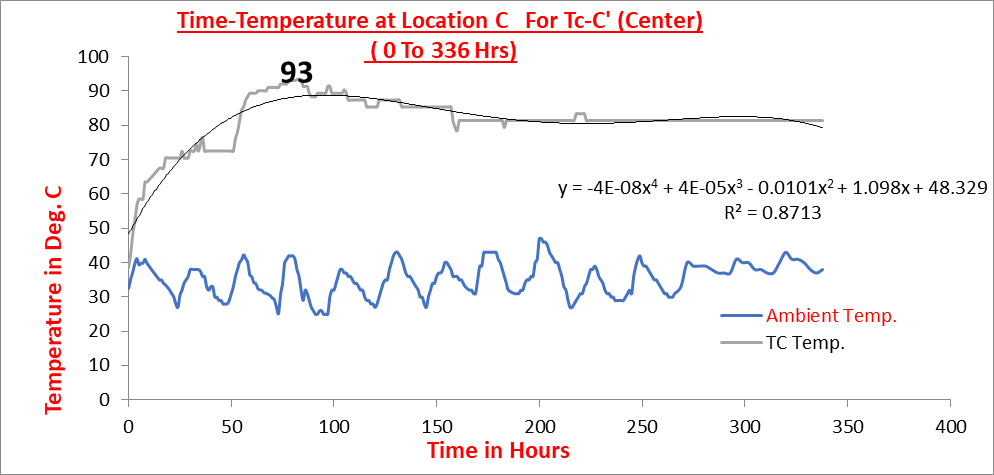 Time-Temperature at Location C   For Tc-C' (Center)
( 0 To 336 Hrs)
93
100
90
80
70
60
50
40
30
20
10
0
Temperature in Deg. C
y = -4E-08x⁴ + 4E-05x³ - 0.0101x² + 1.098x + 48.329
R² = 0.8713
Ambient Temp.
TC Temp.
0 50 100 150 200 250 300 350 400
Time in Hours